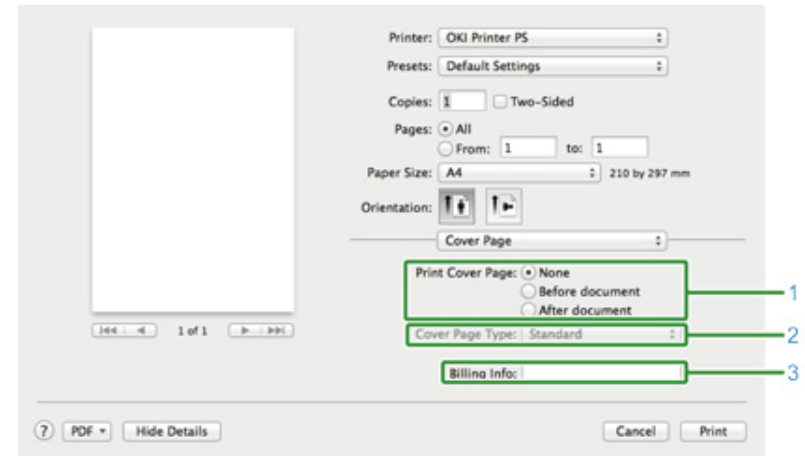 Printer: OKI Printer PS
Presets: Default Settings
Copies: 1 Two-Sided
Pages: All
From: 1 to: 1
Paper Size: A4 210 by 297 mm
Orientation:
Cover Page
Print Cover Page: None
Before document
After document
1
Cover Page Type: Standard
2
Billing Info:
3
1 of 1
? PDF Hide Details Cancel Print